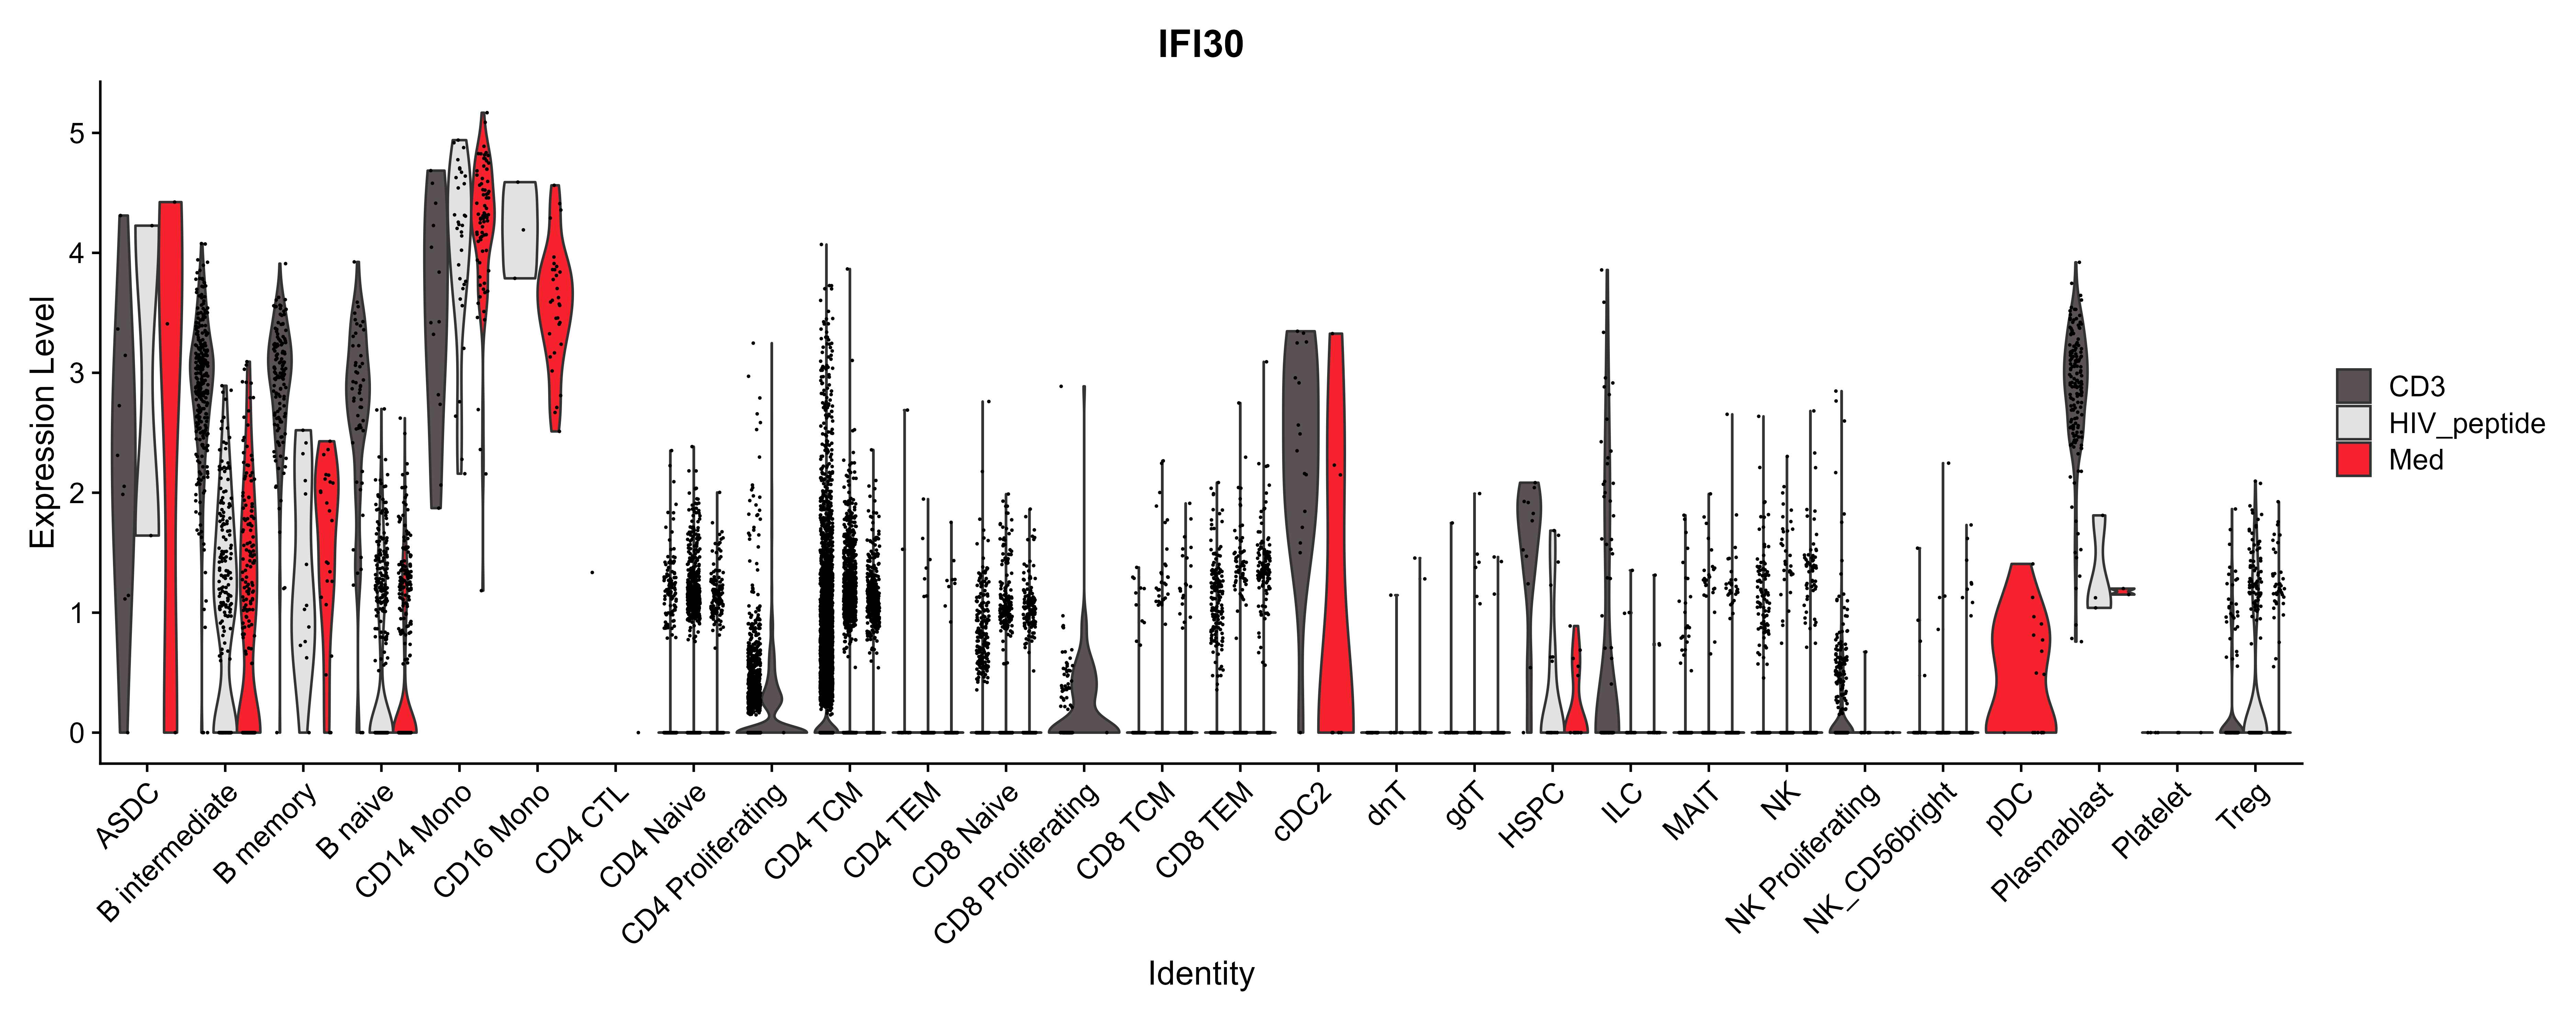 IFI30
Expression Level
5
4
3
2
1
0
ASDC
B intermediate
B memory
B naive
CD14 Mono
CD16 Mono
CD4 CTL
CD4 Naive
CD4 Proliferating
CD4 TCM
CD4 TEM
CD8 Naive
CD8 Proliferating
CD8 TCM
CD8 TEM
cDC2
dnT
gdT
HSPC
ILC
MAIT
NK
NK Proliferating
NK_CD56bright
pDC
Plasmablast
Platelet
Treg
Identity
CD3
HIV_peptide
Med